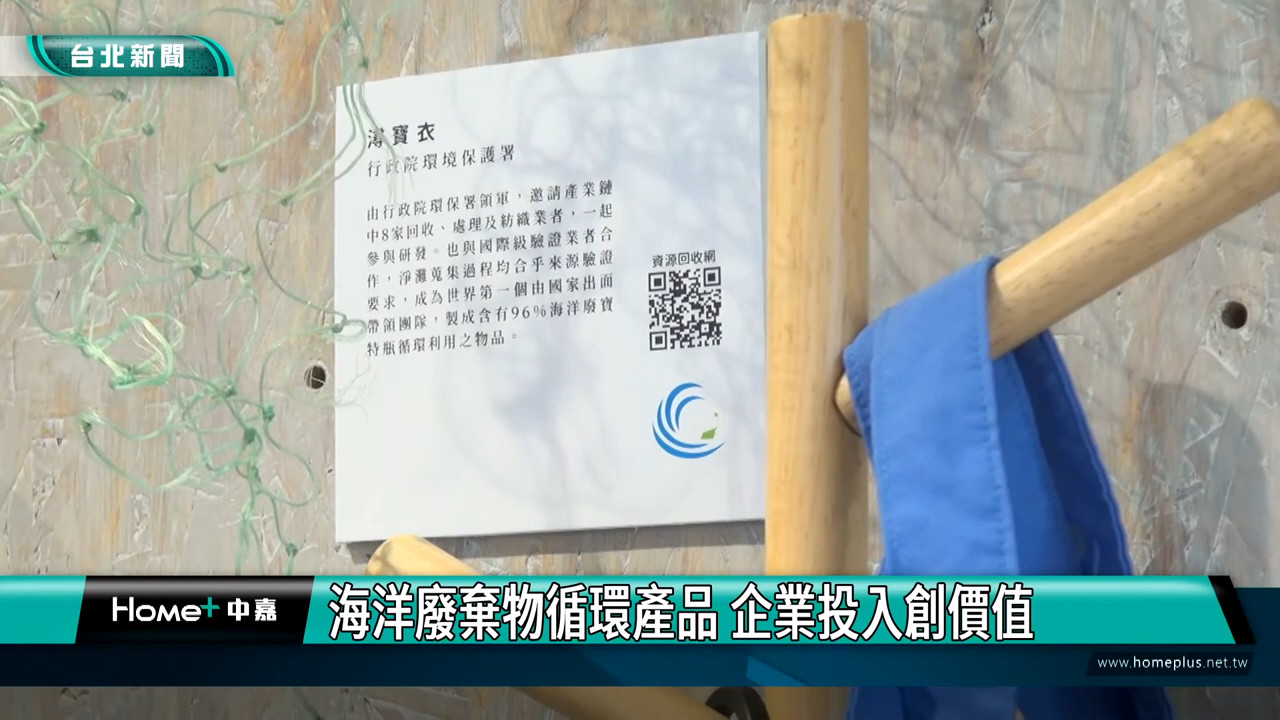 台北新聞
薄寶衣
行政院環境保護署
由行政院環保署領軍，邀請產業鏈
中8家回收、處理及紡織業者，一起
參與研發。也與國際級驗證業者合
作，淨灘蒐集過程均合乎來源驗證
要求，成為世界第一個由國家出面
帶領團隊，製成含有96%海洋廢寶
特瓶循環利用之物品。
資源回收網
Home+中嘉
海洋廢棄物循環產品 企業投入創價值
www.homeplus.net.tw